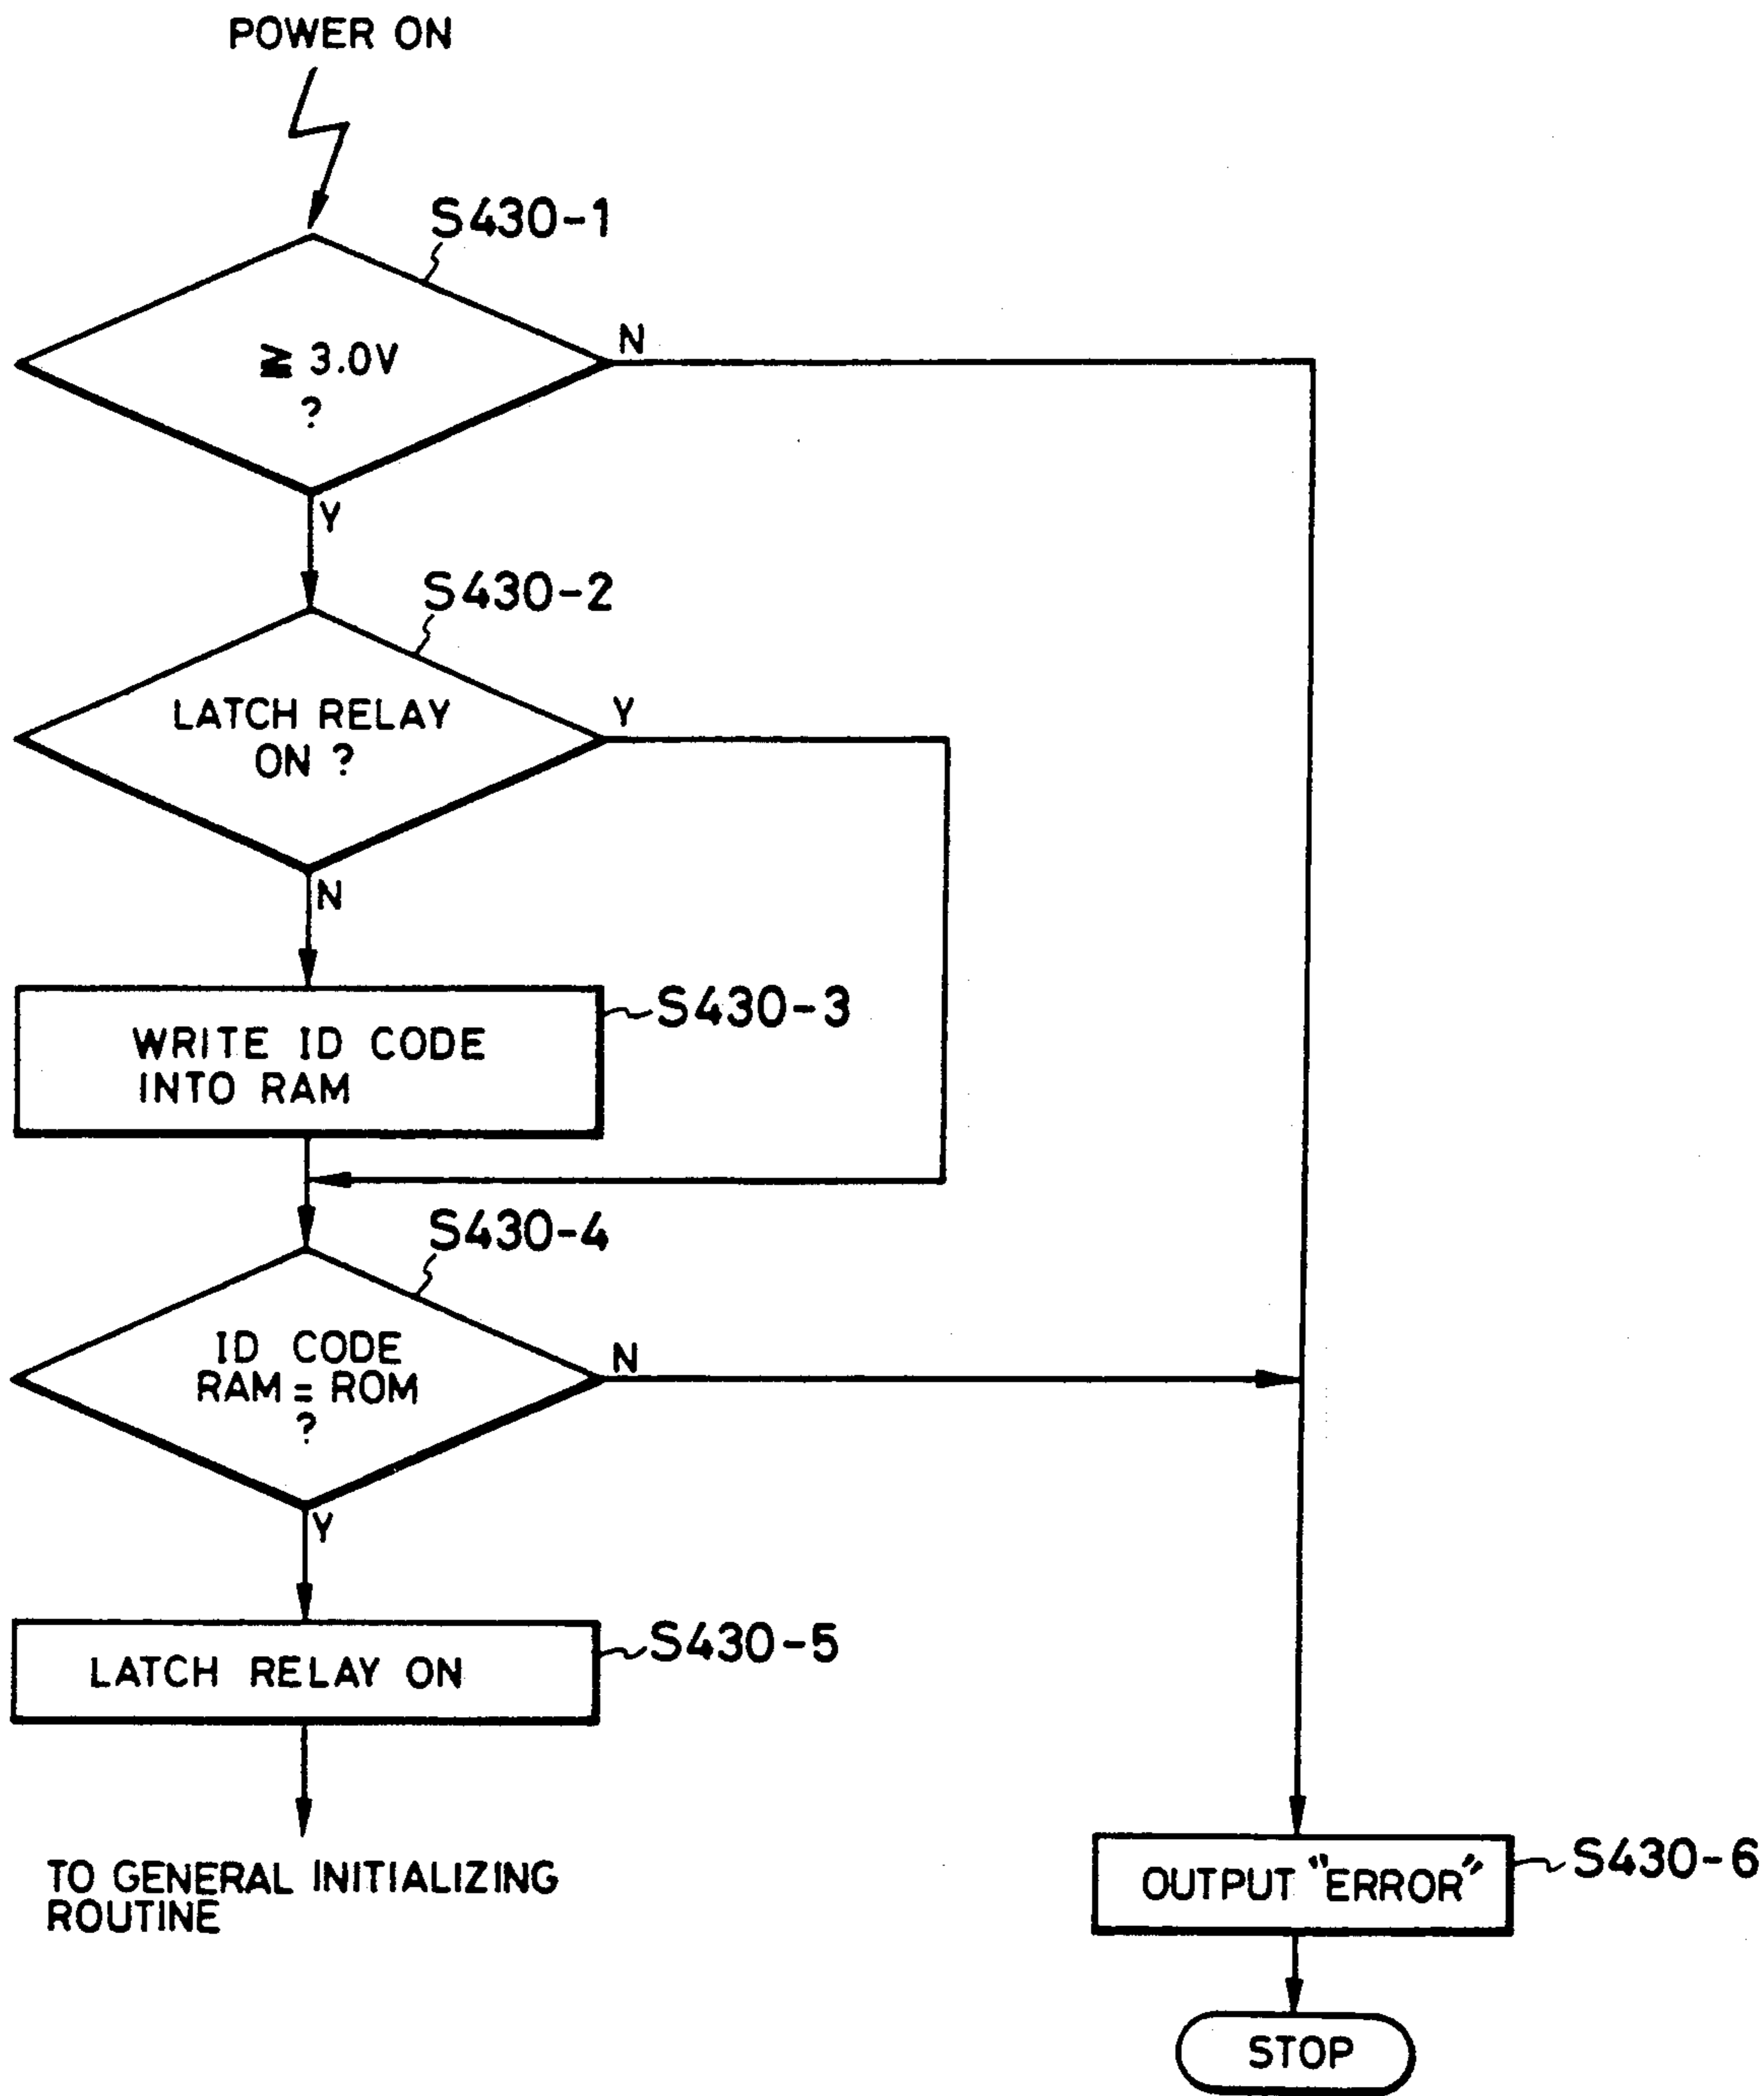 POWER ON
S430-1
≧ 3.0V
?
N
Y
S430-2
LATCH RELAY
ON ?
Y
N
S430-3
WRITE ID CODE
INTO RAM
S430-4
ID CODE
RAM = ROM
?
N
Y
S430-5
LATCH RELAY ON
TO GENERAL INITIALIZING
ROUTINE
S430-6
OUTPUT "ERROR"
STOP